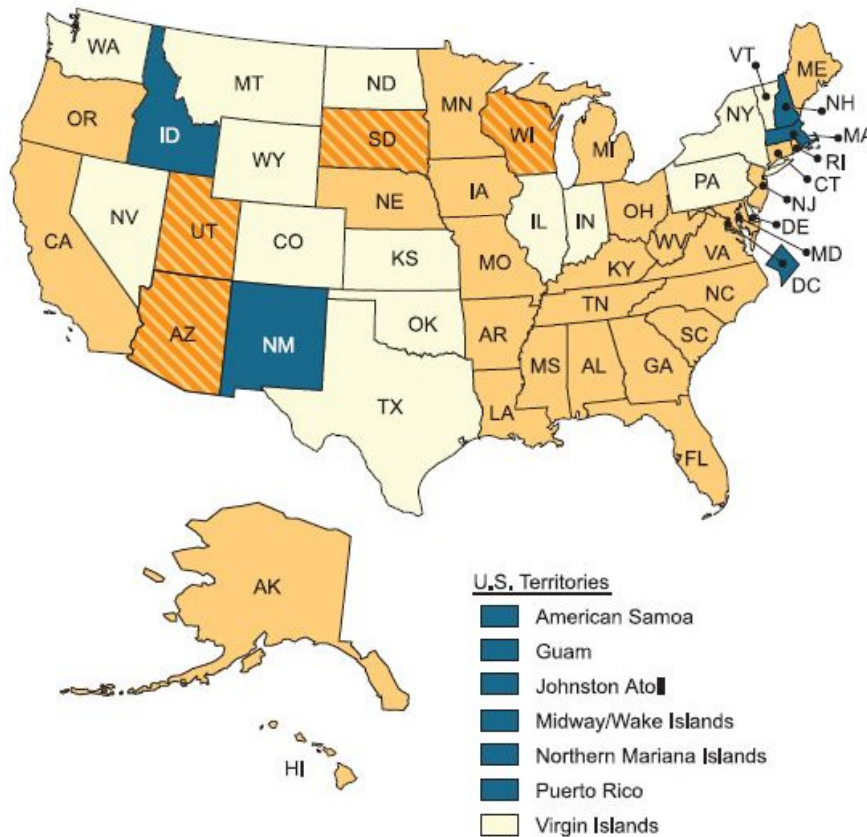 WA
MT
ND
MN
VT
ME
OR
ID
SD
WI
MI
NY
NH
MA
RI
CT
WY
NE
IA
PA
NJ
DE
MD
DC
NV
UT
CO
IL
IN
OH
WV
VA
CA
KS
MO
KY
NC
AZ
NM
OK
AR
TN
SC
TX
LA
MS
AL
GA
FL
AK
HI
U.S. Territories
American Samoa
Guam
Johnston Atoll
Midway/Wake Islands
Northern Mariana Islands
Puerto Rico
Virgin Islands